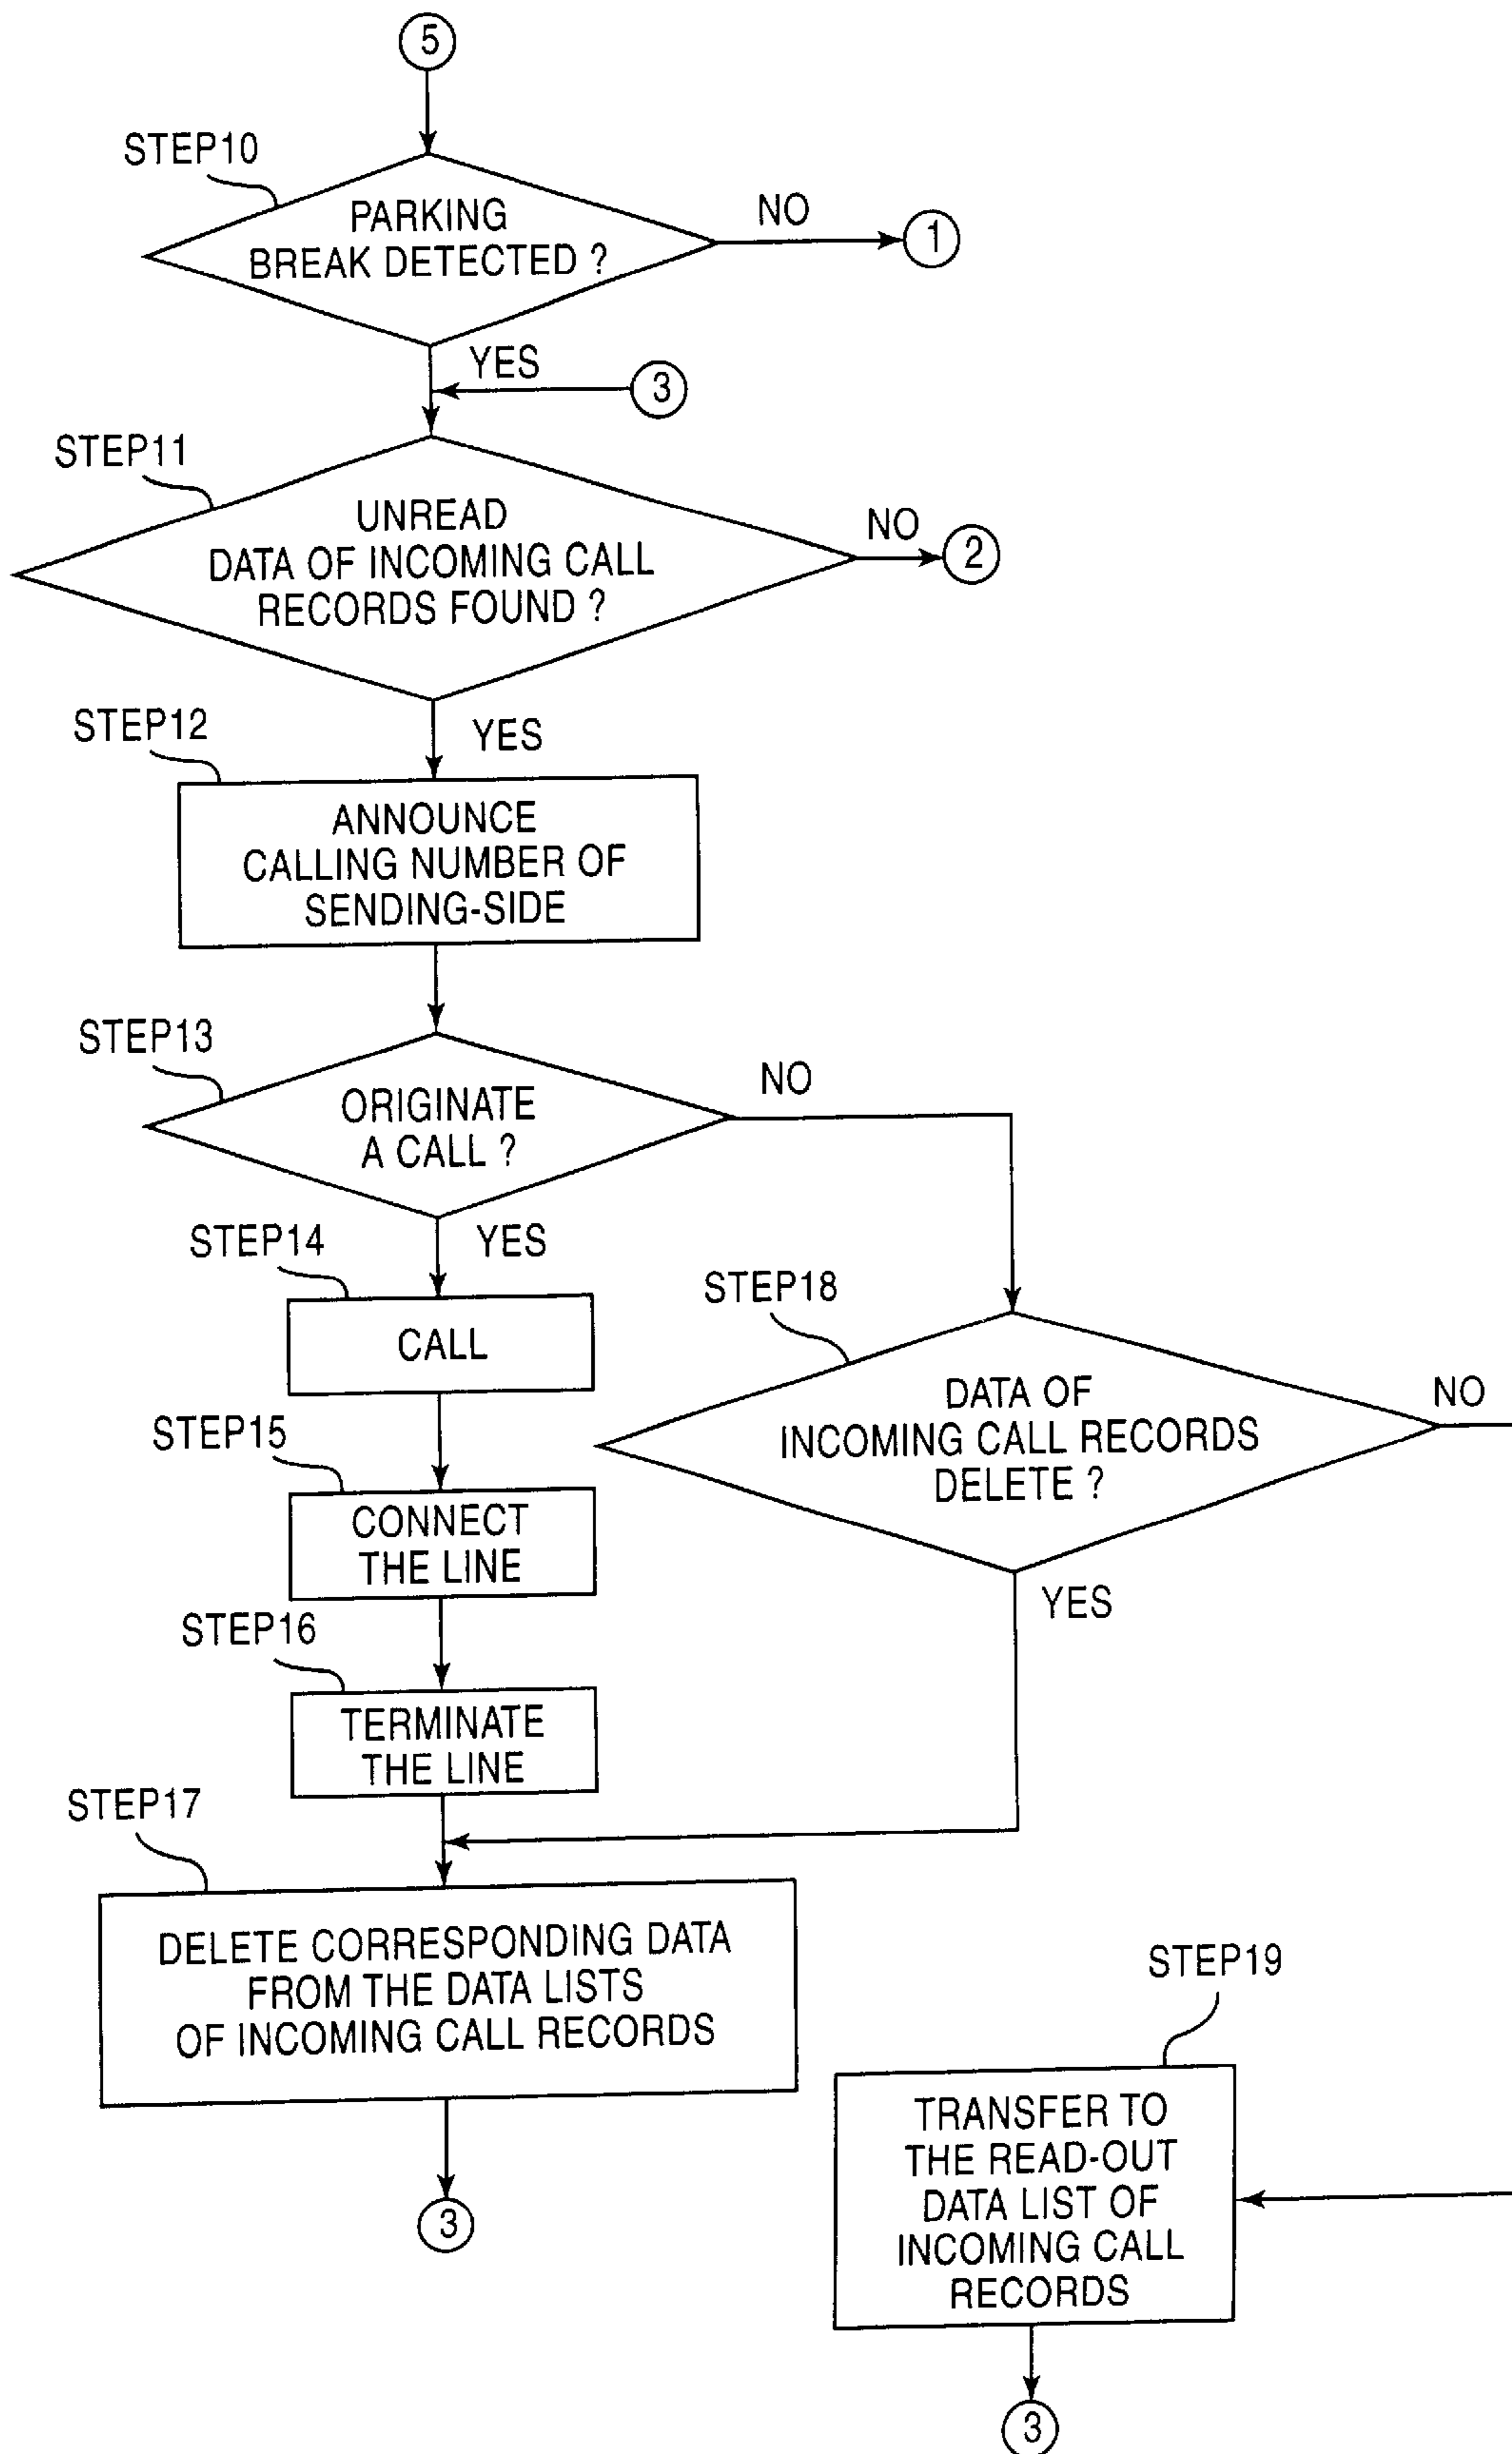 5
STEP10
PARKING
BREAK DETECTED ?
NO
1
YES
3
STEP11
UNREAD
DATA OF INCOMING CALL
RECORDS FOUND ?
NO
2
STEP12
YES
ANNOUNCE
CALLING NUMBER OF
SENDING-SIDE
STEP13
ORIGINATE
A CALL ?
NO
STEP14
YES
CALL
STEP18
DATA OF
INCOMING CALL RECORDS
DELETE ?
NO
STEP15
CONNECT
THE LINE
YES
STEP16
TERMINATE
THE LINE
STEP17
DELETE CORRESPONDING DATA
FROM THE DATA LISTS
OF INCOMING CALL RECORDS
3
STEP19
TRANSFER TO
THE READ-OUT
DATA LIST OF
INCOMING CALL
RECORDS
3